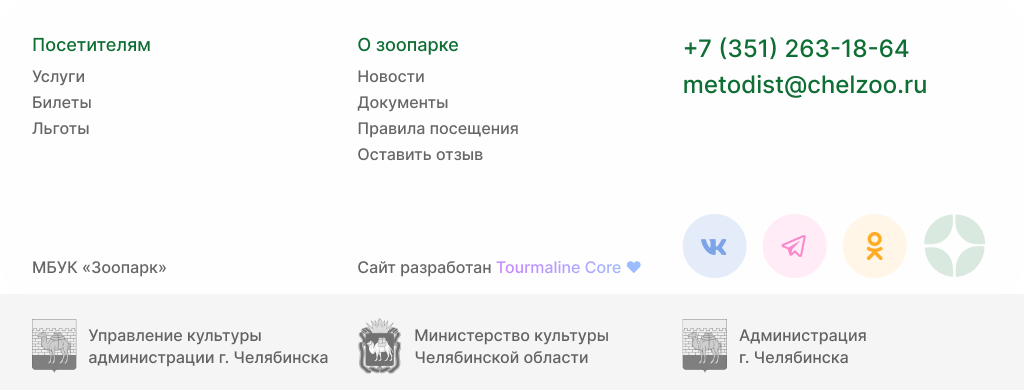 Посетителям
Услуги
Билеты
Льготы
О зоопарке
Новости
Документы
Правила посещения
Оставить отзыв
+7 (351) 263-18-64
metodist@chelzoo.ru
МБУК «Зоопарк»
Сайт разработан Tourmaline Core
Управление культуры
администрации г. Челябинска
Министерство культуры
Челябинской области
Администрация
г. Челябинска